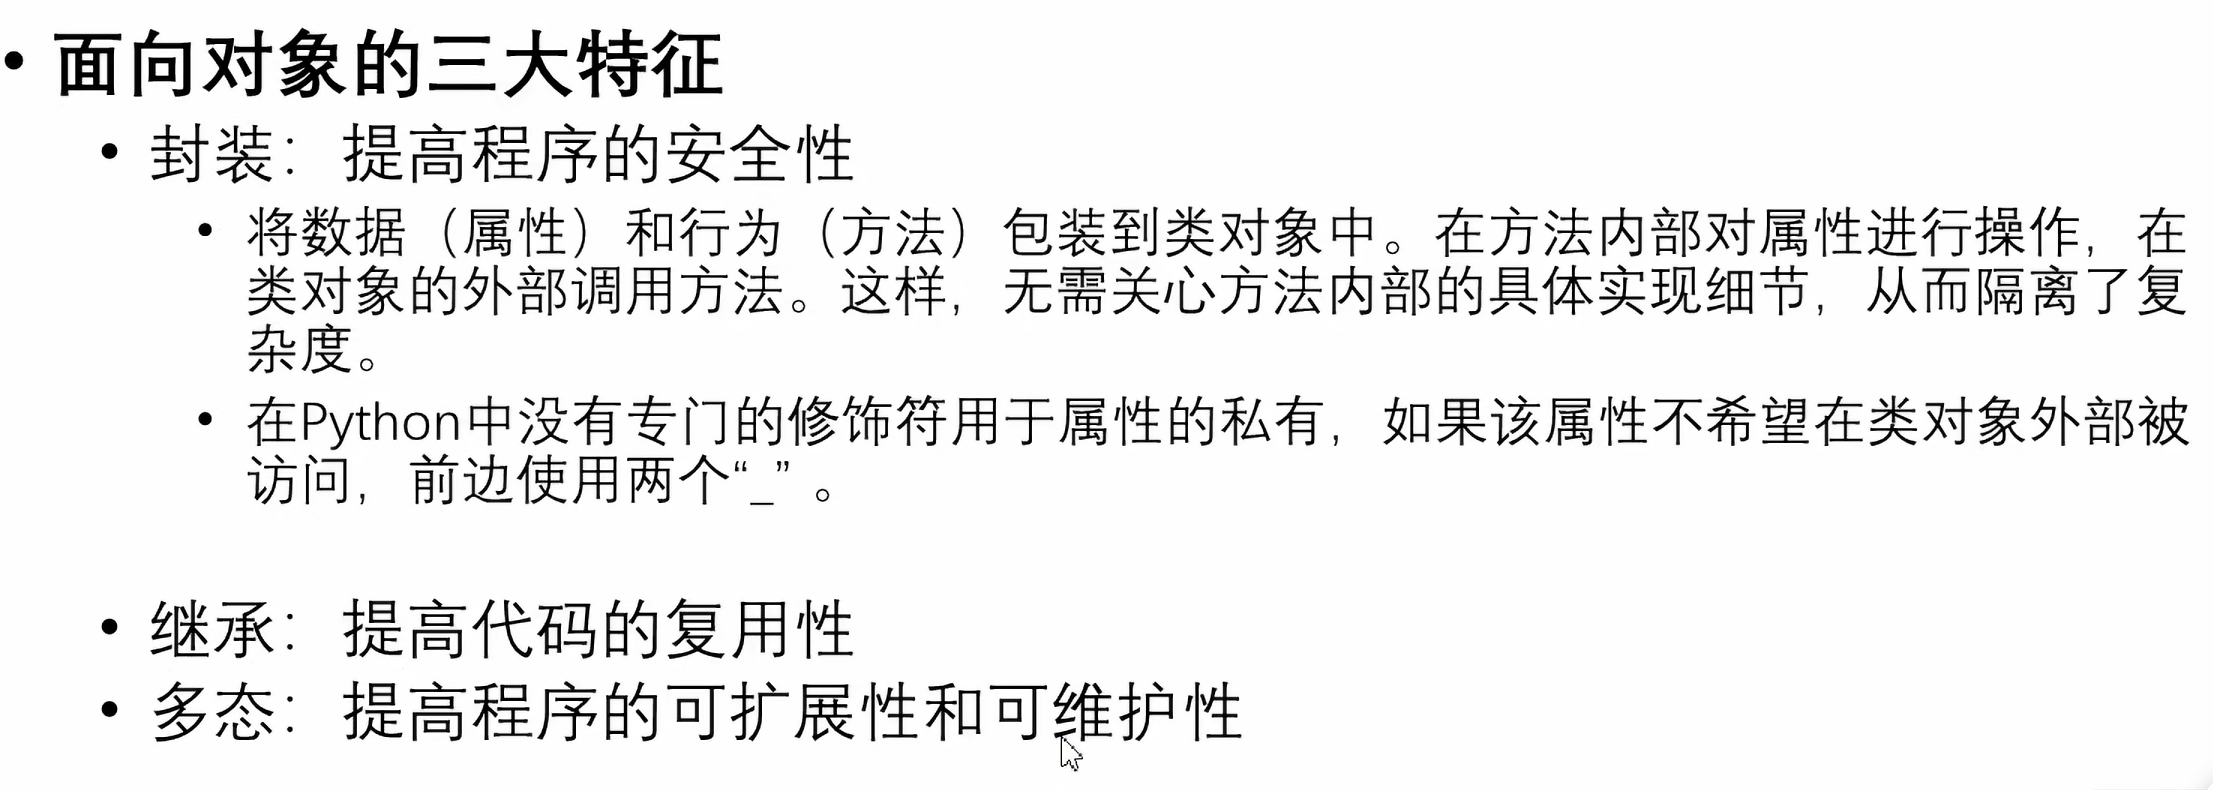 • 面向对象的三大特征
• 封装：提高程序的安全性
• 将数据（属性）和行为（方法）包装到类对象中。在方法内部对属性进行操作，在
类对象的外部调用方法。这样，无需关心方法内部的具体实现细节，从而隔离了复
杂度。
• 在Python中没有专门的修饰符用于属性的私有，如果该属性不希望在类对象外部被
访问，前边使用两个“_” 。
• 继承：提高代码的复用性
• 多态：提高程序的可扩展性和可维护性